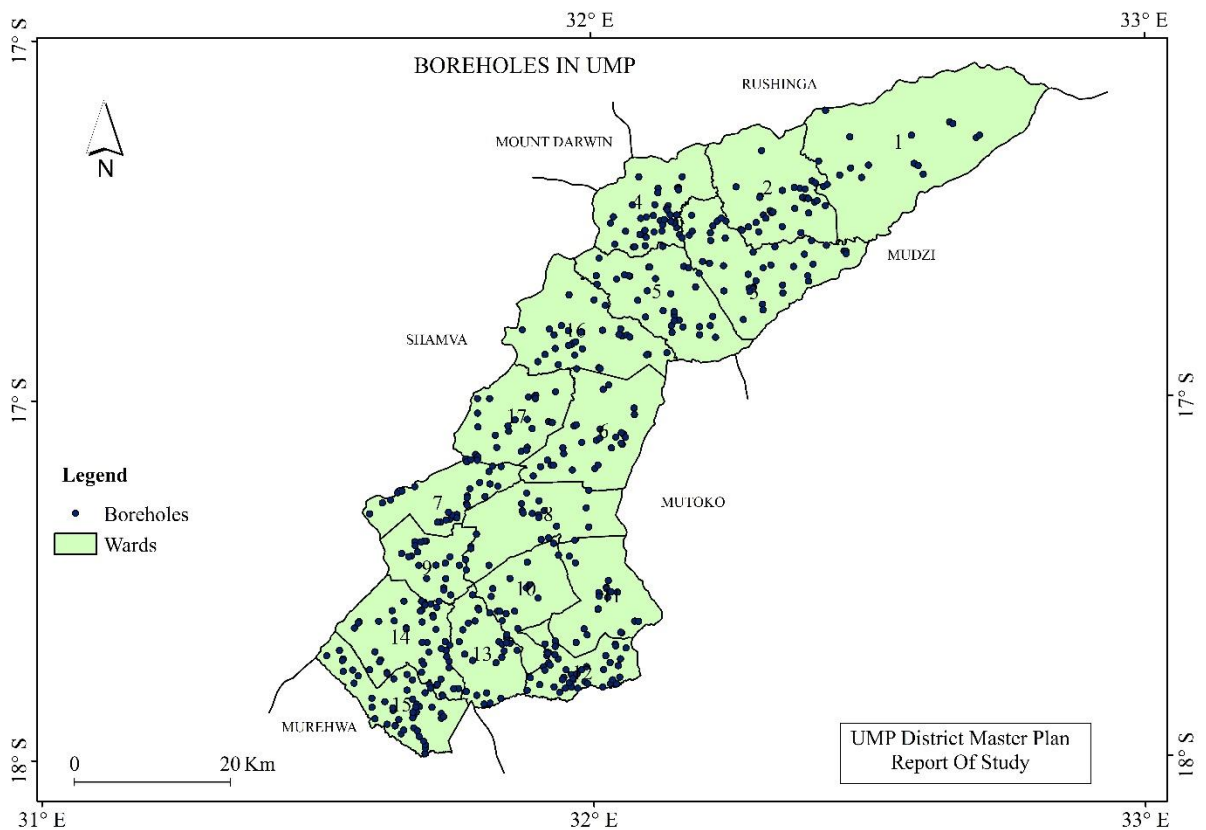 32° E
33° E
17° S
BOREHOLES IN UMP
RUSHINGA
MOUNT DARWIN
N
1
2
4
MUDZI
5
3
16
SHAMVA
17° S
17° S
17
6
Legend
Boreholes
Wards
7
8
MUTOKO
9
10
11
14
13
12
15
MUREHWA
UMP District Master Plan
Report Of Study
18° S
18° S
0
20 Km
31° E
32° E
33° E